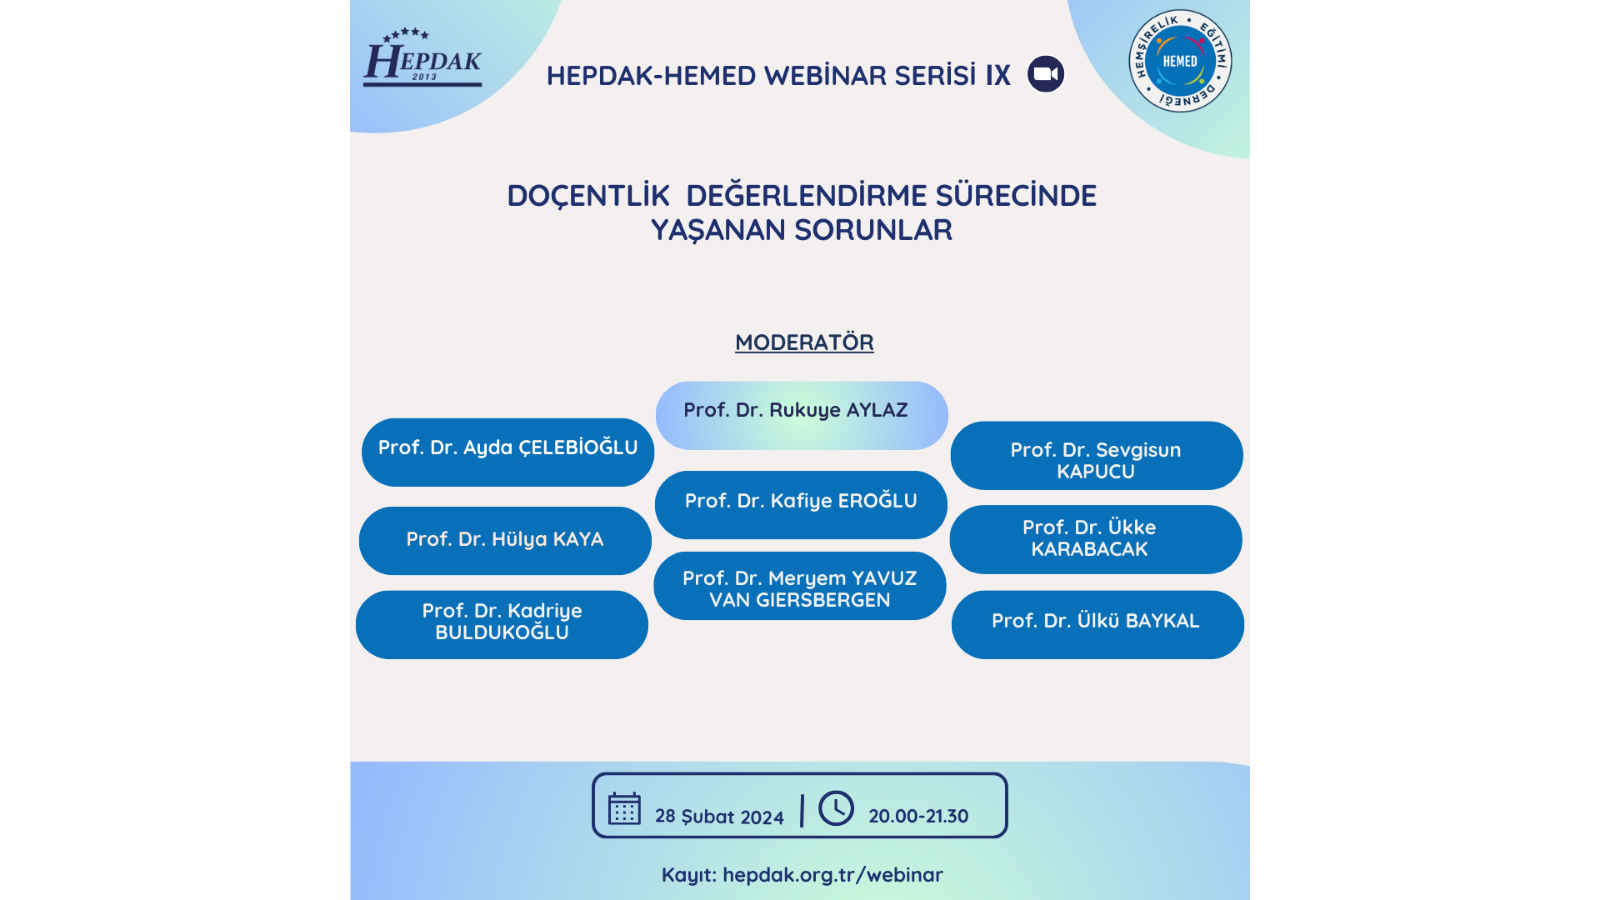 HEPDAK
2013
HEPDAK-HEMED WEBİNAR SERİSİ IX
HEMŞİRELİK • EĞİTİMİ • DERNEĞİ •
HEMED
DOÇENTLİK DEĞERLENDİRME SÜRECİNDE
YAŞANAN SORUNLAR
MODERATÖR
Prof. Dr. Rukuye AYLAZ
Prof. Dr. Ayda ÇELEBİOĞLU
Prof. Dr. Hülya KAYA
Prof. Dr. Kadriye
BULDUKOĞLU
Prof. Dr. Kafiye EROĞLU
Prof. Dr. Meryem YAVUZ
VAN GIERSBERGEN
Prof. Dr. Sevgisun
KAPUCU
Prof. Dr. Ükke
KARABACAK
Prof. Dr. Ülkü BAYKAL
28 Şubat 2024 | 20.00-21.30
Kayıt: hepdak.org.tr/webinar